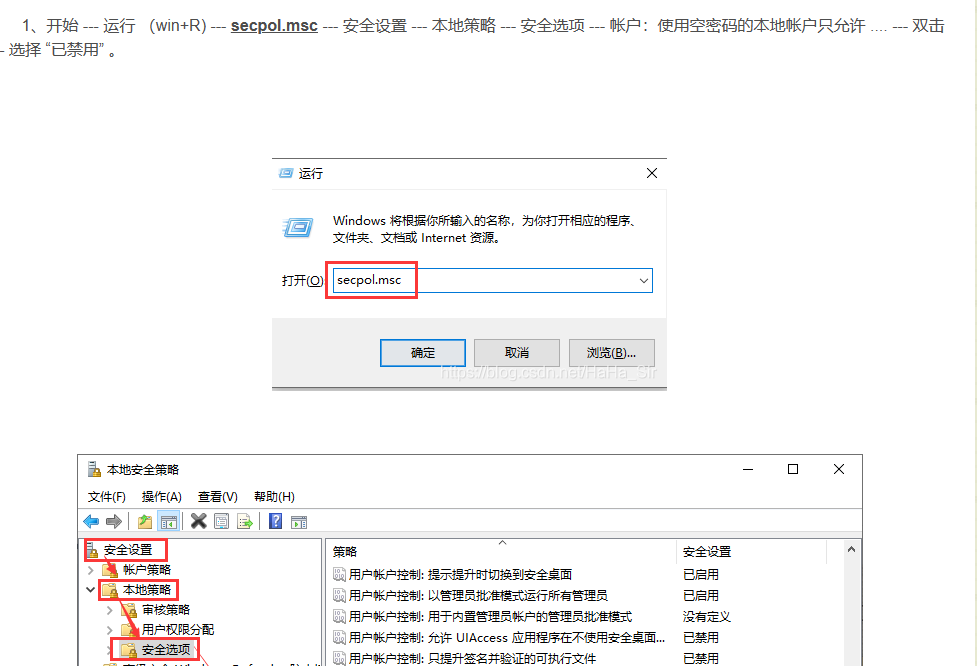 1、开始 --- 运行 （win+R) --- secpol.msc --- 安全设置 --- 本地策略 --- 安全选项 --- 帐户：使用空密码的本地帐户只允许 .... --- 双击
- 选择 “已禁用” 。
运行
Windows 将根据你所输入的名称，为你打开相应的程序、
文件夹、文档或 Internet 资源。
打开(O)
secpol.msc
确定 取消 浏览(B)...
https://blog.csdn.net/HaHa_Sir
本地安全策略
文件(F) 操作(A) 查看(V) 帮助(H)
安全设置
帐户策略
本地策略
审核策略
用户权限分配
安全选项
策略 安全设置
用户帐户控制: 提示提升时切换到安全桌面 已启用
用户帐户控制: 以管理员批准模式运行所有管理员 已启用
用户帐户控制: 用于内置管理员帐户的管理员批准模式 没有定义
用户帐户控制: 允许 UIAccess 应用程序在不使用安全桌面... 已禁用
用户帐户控制: 只提升签名并验证的可执行文件 已禁用